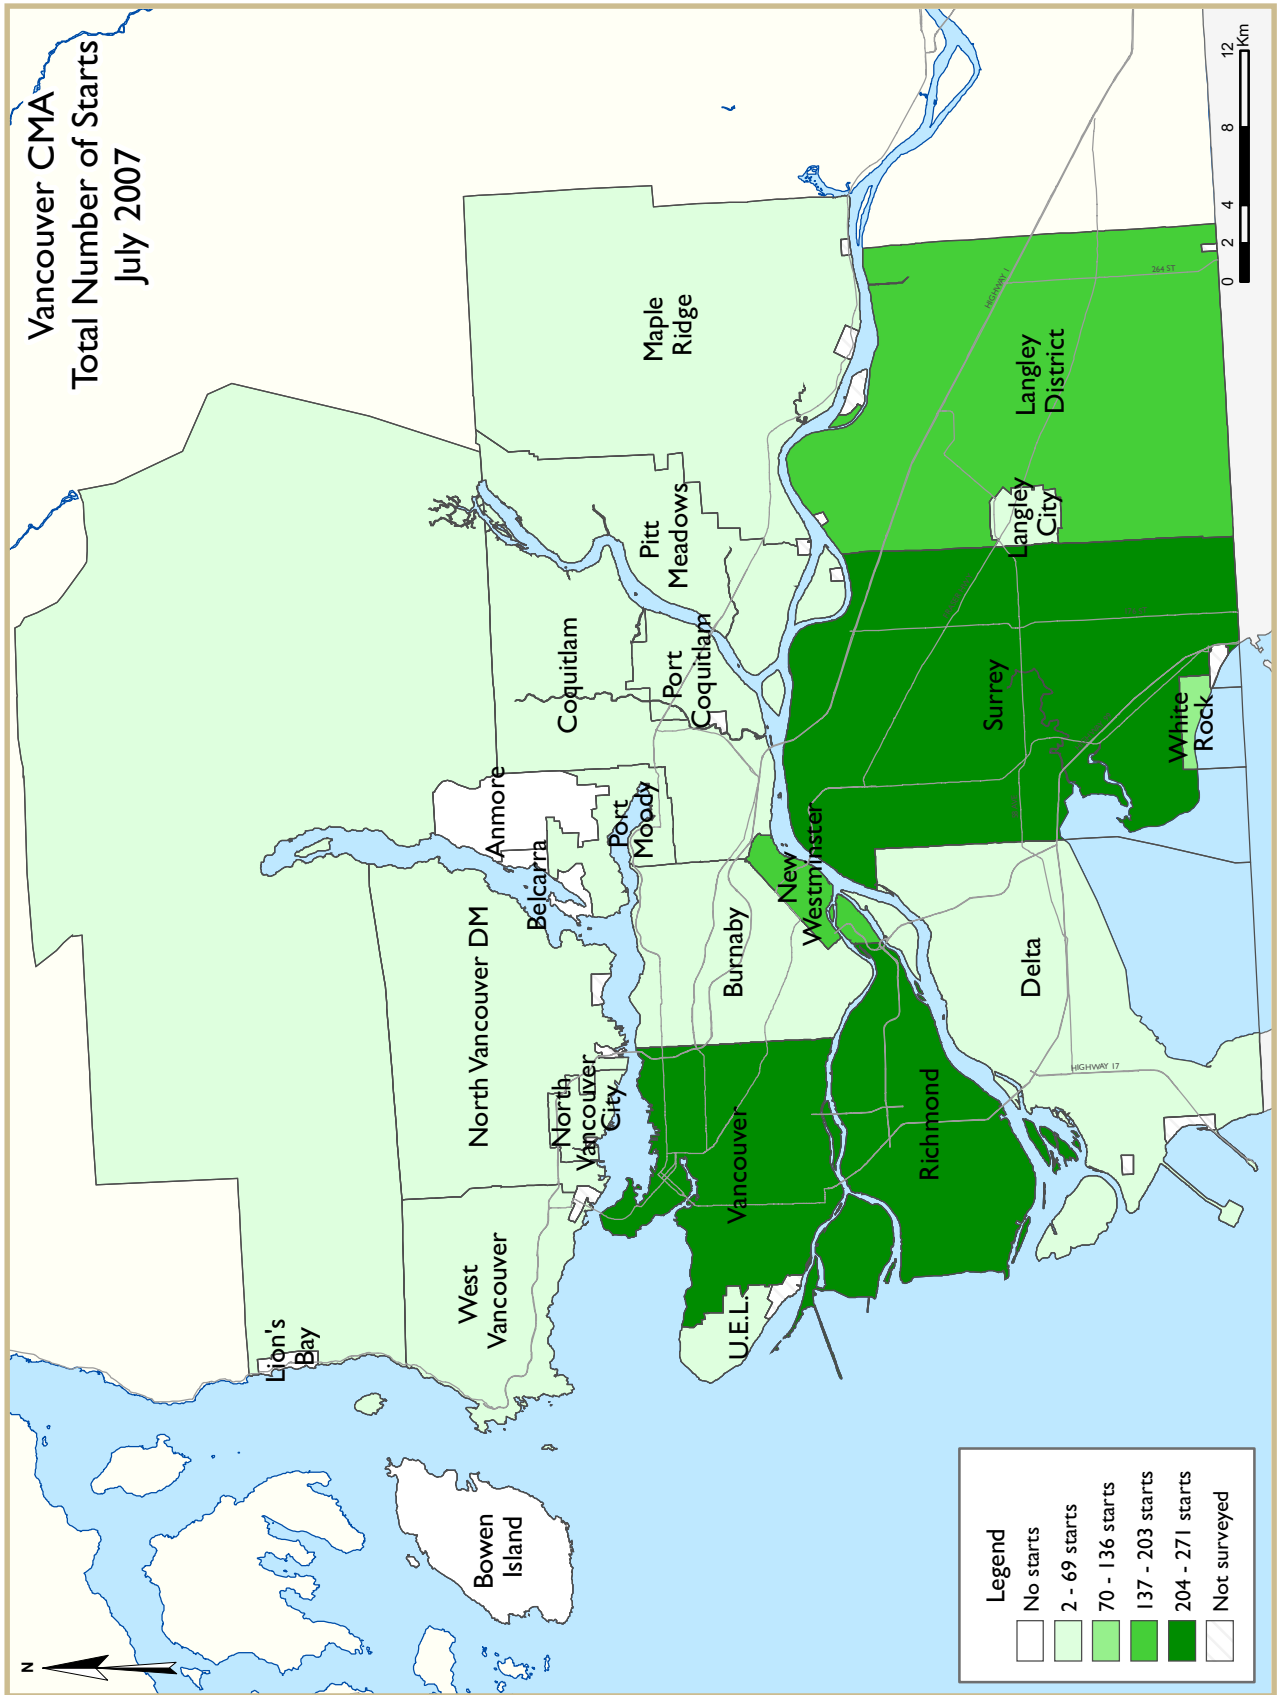 Vancouver CMA
Total Number of Starts
July 2007
N
Lion's
Bay
Bowen
Island
West
Vancouver
North Vancouver DM
North
Vancouver
City
Belcarra
Anmore
Port
Moody
Coquitlam
Port
Coquitlam
Pitt
Meadows
Maple
Ridge
U.E.L.
Vancouver
Burnaby
New
Westminster
Richmond
Delta
Surrey
White
Rock
Langley
City
Langley
District
HIGHWAY 1
264 ST
HIGHWAY 17
Legend
No starts
2 - 69 starts
70 - 136 starts
137 - 203 starts
204 - 271 starts
Not surveyed
0 2 4 8 12
Km